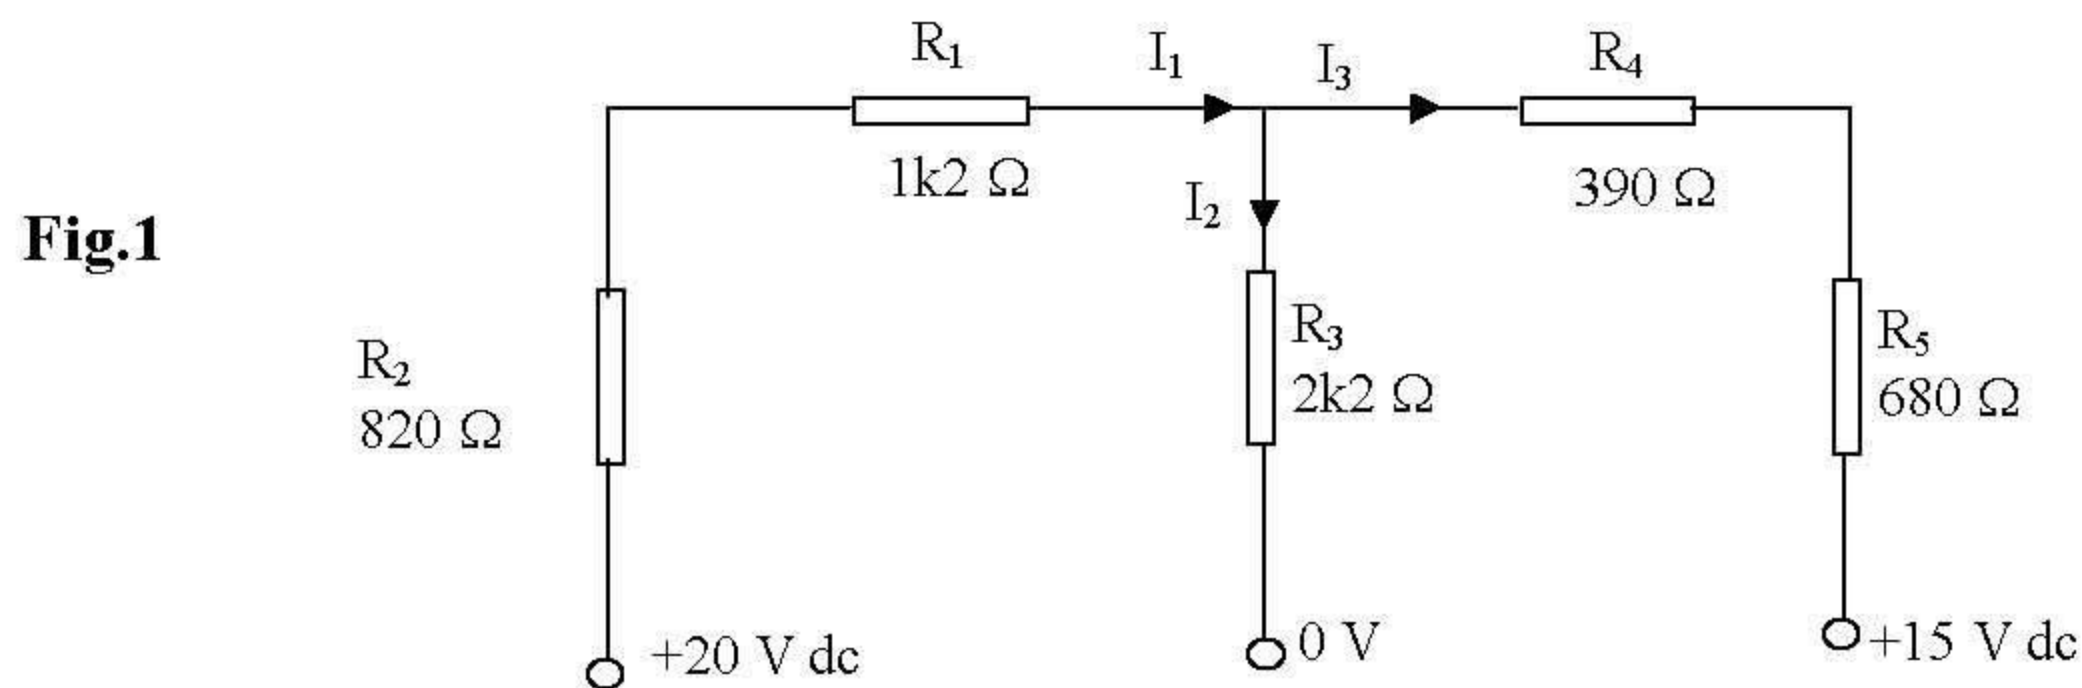 R₁
I₁
I₃
R₄
1k2 Ω
390 Ω
I₂
Fig.1
R₃
2k2 Ω
R₅
680 Ω
R₂
820 Ω
+20 V dc
0 V
+15 V dc